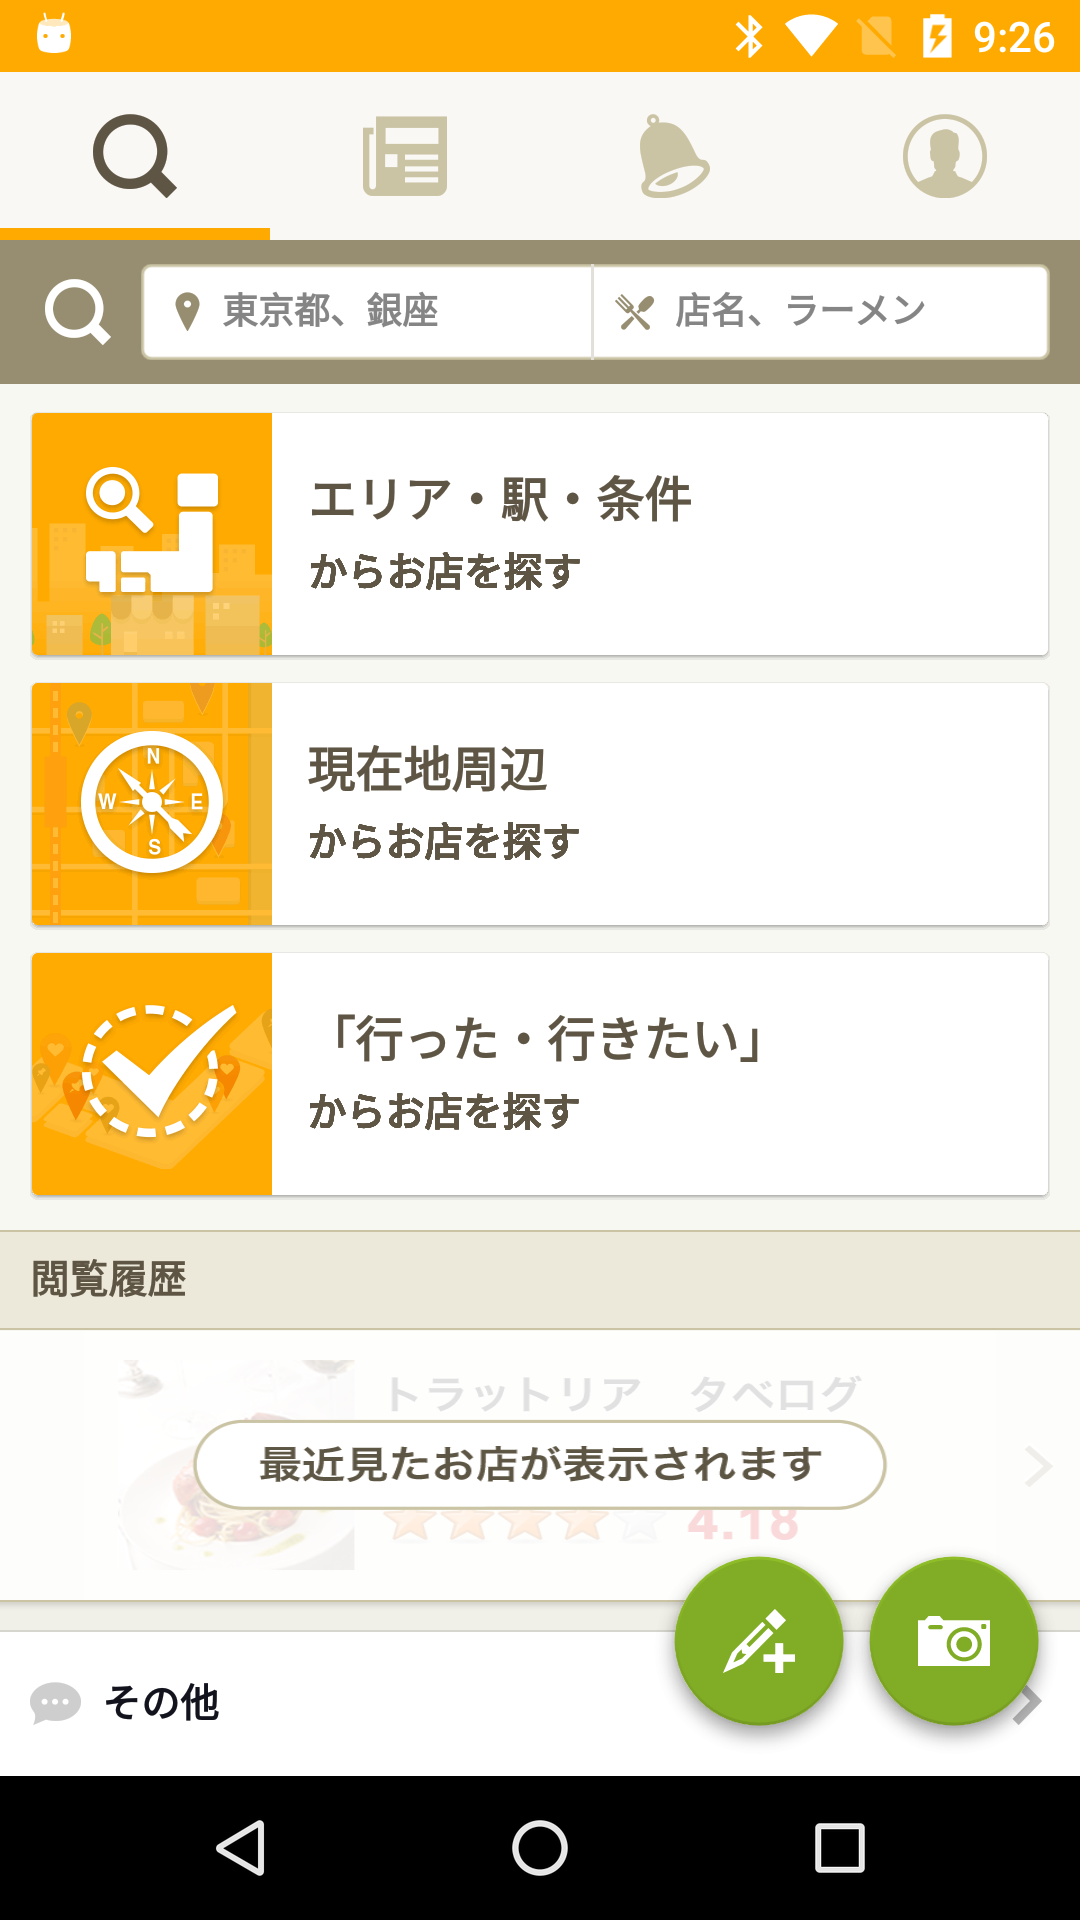 9:26
東京都、銀座
店名、ラーメン
エリア・駅・条件
からお店を探す
N
W E
S
現在地周辺
からお店を探す
「行った・行きたい」
からお店を探す
閲覧履歴
トラットリア　タベログ
最近見たお店が表示されます
4.18
その他